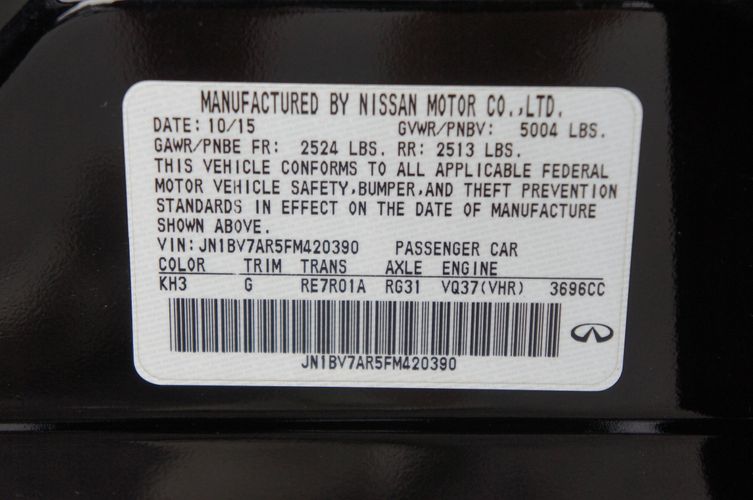 MANUFACTURED BY NISSAN MOTOR CO.,LTD.
DATE: 10/15 GVWR/PNBV: 5004 LBS.
GAWR/PNBE FR: 2524 LBS. RR: 2513 LBS.
THIS VEHICLE CONFORMS TO ALL APPLICABLE FEDERAL
MOTOR VEHICLE SAFETY,BUMPER,AND THEFT PREVENTION
STANDARDS IN EFFECT ON THE DATE OF MANUFACTURE
SHOWN ABOVE.
VIN: JN1BV7AR5FM420390 PASSENGER CAR
COLOR TRIM TRANS AXLE ENGINE
KH3 G RE7R01A RG31 VQ37(VHR) 3696CC
JN1BV7AR5FM420390